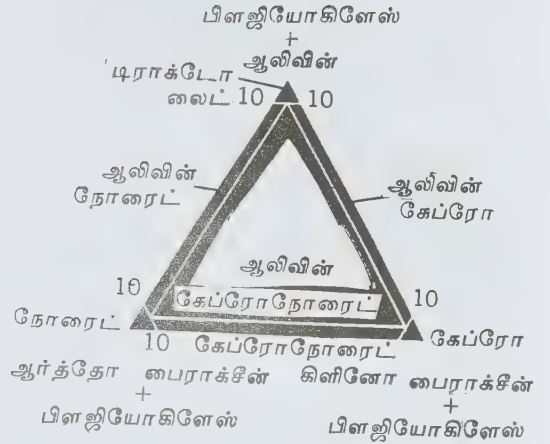 பிளஜியோகிளேஸ்
+
ஆலிவின்
டிராக்டோ
லைட் 10 10
ஆலிவின்
நோரைட்
ஆலிவின்
கேப்ரோ
ஆலிவின்
கேப்ரோநோரைட்
10 10
நோரைட்
கேப்ரோ
10 கேப்ரோநோரைட்
ஆர்த்தோ பைராக்சீன் கிளினோ பைராக்சீன்
+ +
பிளஜியோகிளேஸ் பிளஜியோகிளேஸ்